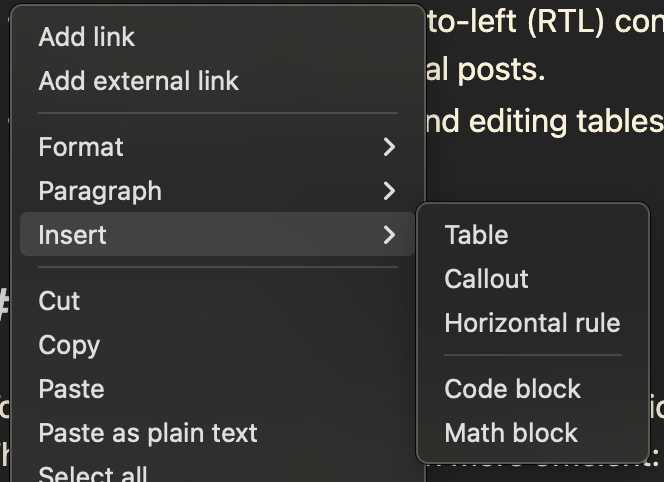 to-left (RTL) con
Add link
al posts.
Add external link
nd editing tables
Format
Paragraph
Insert
Table
Callout
Horizontal rule
Cut
#
Copy
Code block
Paste
Math block
Paste as plain text
Select all